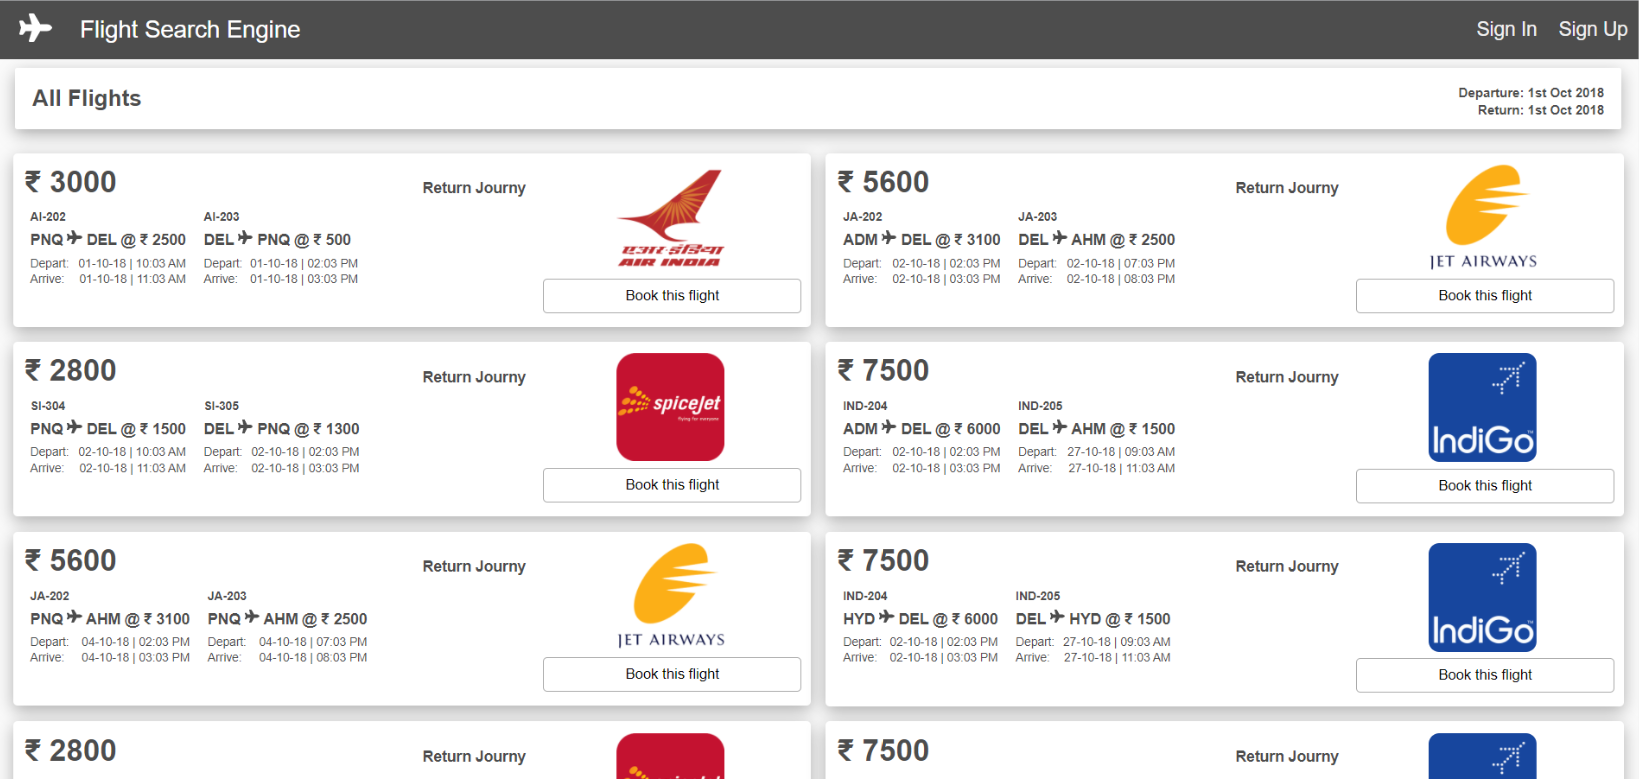 Flight Search Engine
Sign In Sign Up
All Flights
Departure: 1st Oct 2018
Return: 1st Oct 2018
₹ 3000
Return Journy
AI-202
PNQ DEL @ ₹ 2500
Depart: 01-10-18 | 10:03 AM
Arrive: 01-10-18 | 11:03 AM
AI-203
DEL PNQ @ ₹ 500
Depart: 01-10-18 | 02:03 PM
Arrive: 01-10-18 | 03:03 PM
एअर इंडिया
AIR INDIA
Book this flight
₹ 5600
Return Journy
JA-202
ADM DEL @ ₹ 3100
Depart: 02-10-18 | 02:03 PM
Arrive: 02-10-18 | 03:03 PM
JA-203
DEL AHM @ ₹ 2500
Depart: 02-10-18 | 07:03 PM
Arrive: 02-10-18 | 08:03 PM
JET AIRWAYS
Book this flight
₹ 2800
Return Journy
SI-304
PNQ DEL @ ₹ 1500
Depart: 02-10-18 | 10:03 AM
Arrive: 02-10-18 | 11:03 AM
SI-305
DEL PNQ @ ₹ 1300
Depart: 02-10-18 | 02:03 PM
Arrive: 02-10-18 | 03:03 PM
spiceJet
flying for everyone
Book this flight
₹ 7500
Return Journy
IND-204
ADM DEL @ ₹ 6000
Depart: 02-10-18 | 02:03 PM
Arrive: 02-10-18 | 03:03 PM
IND-205
DEL AHM @ ₹ 1500
Depart: 27-10-18 | 09:03 AM
Arrive: 27-10-18 | 11:03 AM
IndiGo
Book this flight
₹ 5600
Return Journy
JA-202
PNQ AHM @ ₹ 3100
Depart: 04-10-18 | 02:03 PM
Arrive: 04-10-18 | 03:03 PM
JA-203
PNQ AHM @ ₹ 2500
Depart: 04-10-18 | 07:03 PM
Arrive: 04-10-18 | 08:03 PM
JET AIRWAYS
Book this flight
₹ 7500
Return Journy
IND-204
HYD DEL @ ₹ 6000
Depart: 02-10-18 | 02:03 PM
Arrive: 02-10-18 | 03:03 PM
IND-205
DEL HYD @ ₹ 1500
Depart: 27-10-18 | 09:03 AM
Arrive: 27-10-18 | 11:03 AM
IndiGo
Book this flight
₹ 2800
Return Journy
₹ 7500
Return Journy